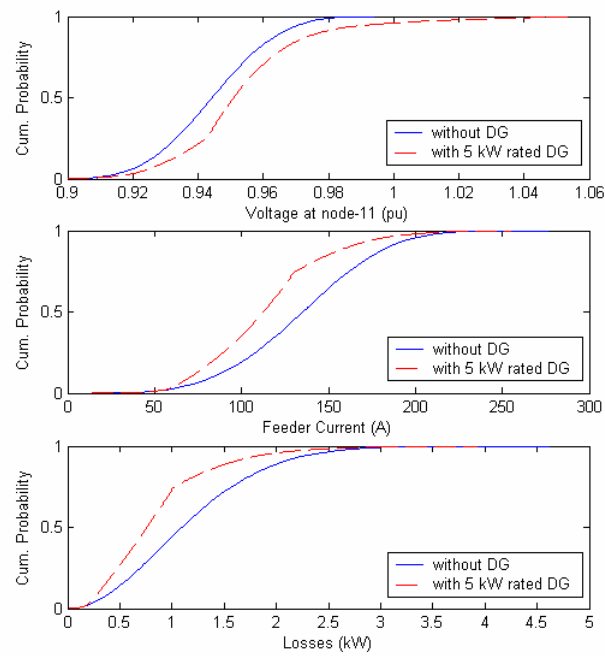 Cum. Probability
1
0.5
0
without DG
with 5 kW rated DG
0.9 0.92 0.94 0.96 0.98 1 1.02 1.04 1.06
Voltage at node-11 (pu)
Cum. Probability
1
0.5
0
without DG
with 5 kW rated DG
0 50 100 150 200 250 300
Feeder Current (A)
Cum. Probability
1
0.5
0
without DG
with 5 kW rated DG
0 0.5 1 1.5 2 2.5 3 3.5 4 4.5 5
Losses (kW)